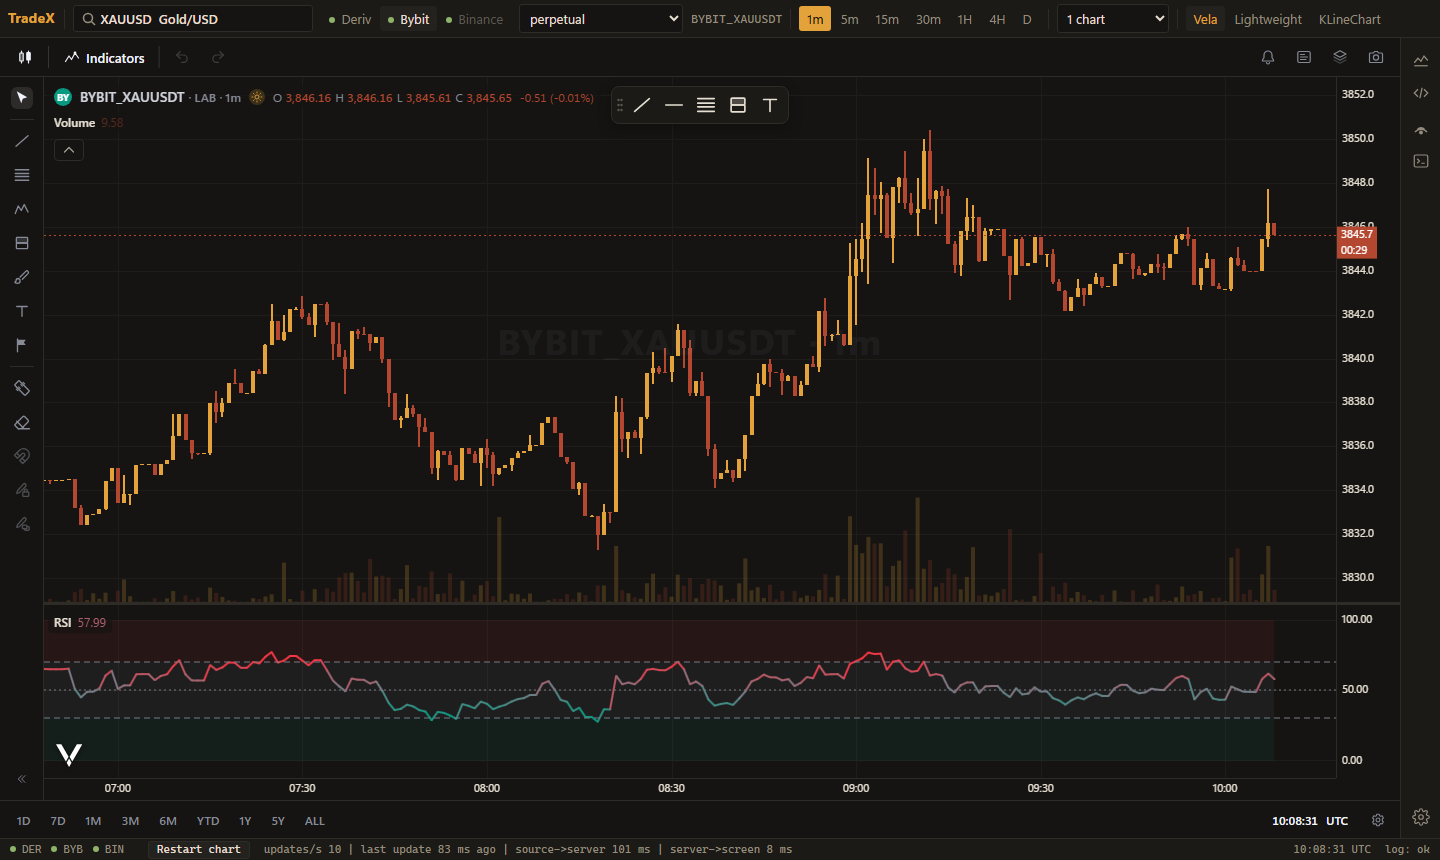 TradeX XAUUSD Gold/USD Deriv Bybit Binance perpetual BYBIT_XAUUSDT 1m 5m 15m 30m 1H 4H D 1 chart Vela Lightweight KLineChart
Indicators
BY BYBIT_XAUUSDT · LAB · 1m O 3,846.16 H 3,846.16 L 3,845.61 C 3,845.65 -0.51 (-0.01%)
T
Volume 9.58
3852.0
3850.0
3848.0
3846.0
3845.7
00:29
3844.0
3842.0
BYBIT_XAUUSDT · 1m
3840.0
3838.0
3836.0
3834.0
3832.0
3830.0
RSI 57.99
100.00
50.00
0.00
07:00 07:30 08:00 08:30 09:00 09:30 10:00
1D 7D 1M 3M 6M YTD 1Y 5Y ALL 10:08:31 UTC
DER BYB BIN Restart chart updates/s 10 | last update 83 ms ago | source->server 101 ms | server->screen 8 ms 10:08:31 UTC log: ok